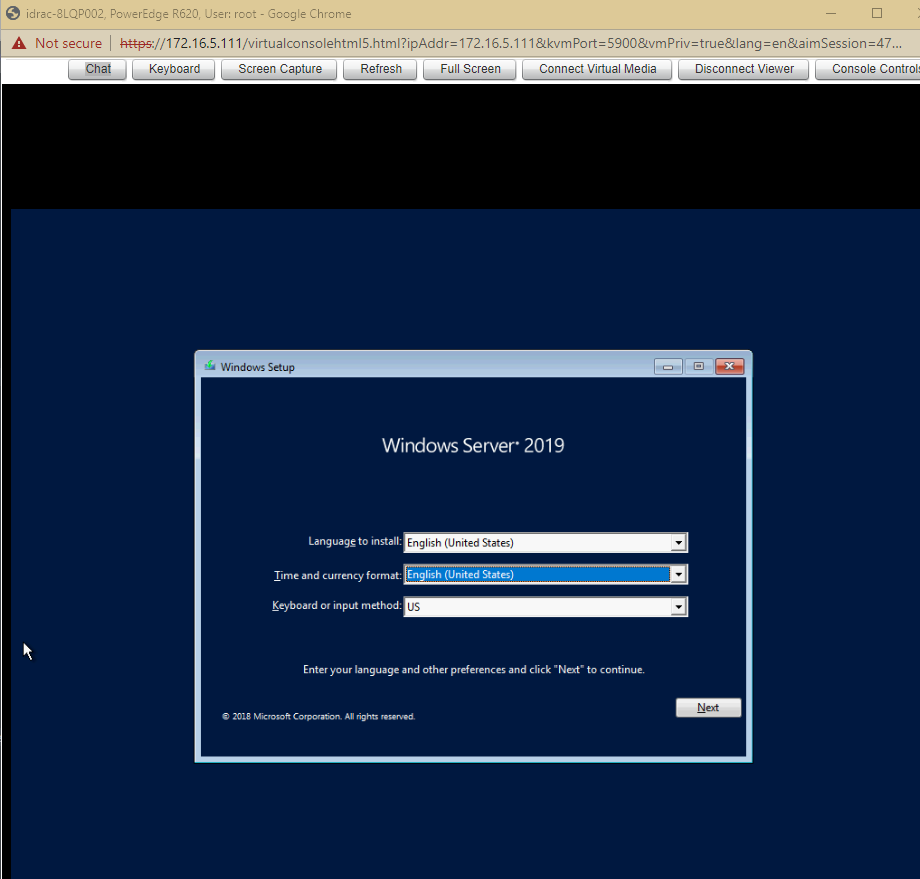 idrac-8LQP002, PowerEdge R620, User: root - Google Chrome
Not secure https://172.16.5.111/virtualconsolehtml5.html?ipAddr=172.16.5.111&kvmPort=5900&vmPriv=true&lang=en&aimSession=47...
Chat Keyboard Screen Capture Refresh Full Screen Connect Virtual Media Disconnect Viewer Console Controls
Windows Setup
Windows Server® 2019
Language to install: English (United States)
Time and currency format: English (United States)
Keyboard or input method: US
Enter your language and other preferences and click "Next" to continue.
Next
© 2018 Microsoft Corporation. All rights reserved.